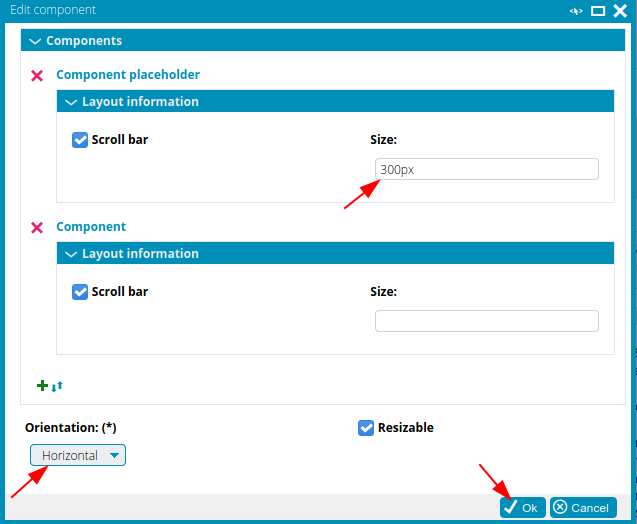 Edit component
Components
Component placeholder
Layout information
Scroll bar
Size:
300px
Component
Layout information
Scroll bar
Size:
Orientation: (*)
Resizable
Horizontal
Ok
Cancel